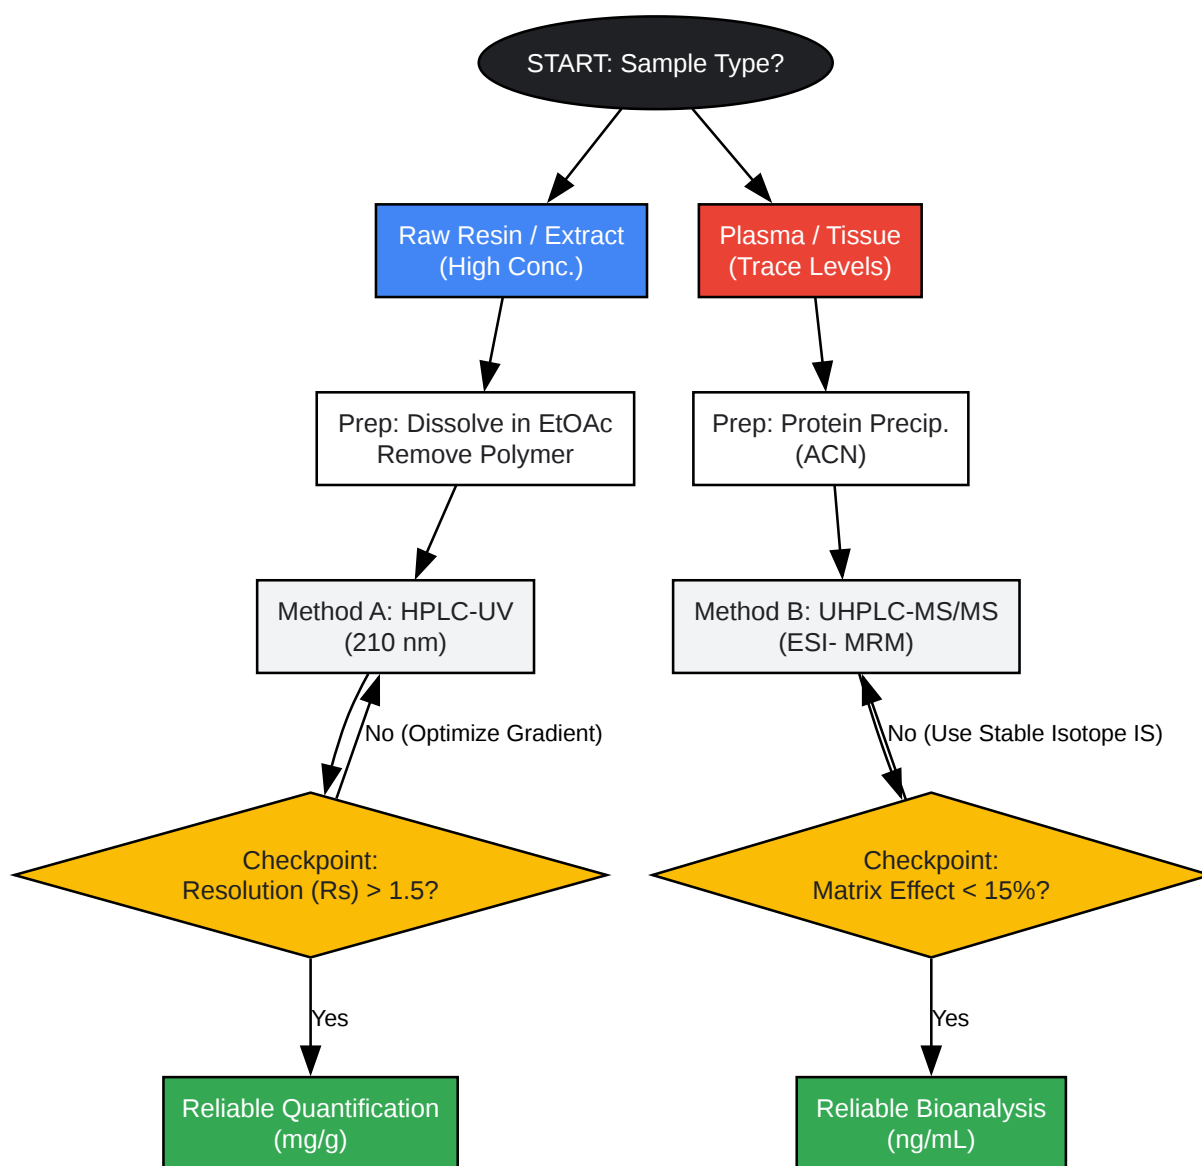 START: Sample Type?
Raw Resin / Extract
(High Conc.)
Plasma / Tissue
(Trace Levels)
Prep: Dissolve in EtOAc
Remove Polymer
Prep: Protein Precip.
(ACN)
Method A: HPLC-UV
(210 nm)
Method B: UHPLC-MS/MS
(ESI- MRM)
No (Optimize Gradient)
No (Use Stable Isotope IS)
Checkpoint:
Resolution (Rs) > 1.5?
Checkpoint:
Matrix Effect < 15%?
Yes
Yes
Reliable Quantification
(mg/g)
Reliable Bioanalysis
(ng/mL)